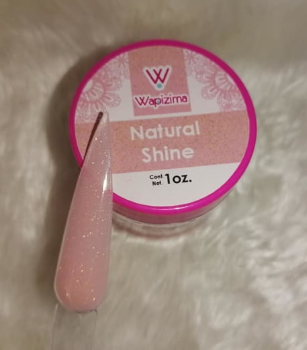 W
Wapizima
Natural
Shine
Cont. Net. 1oz.